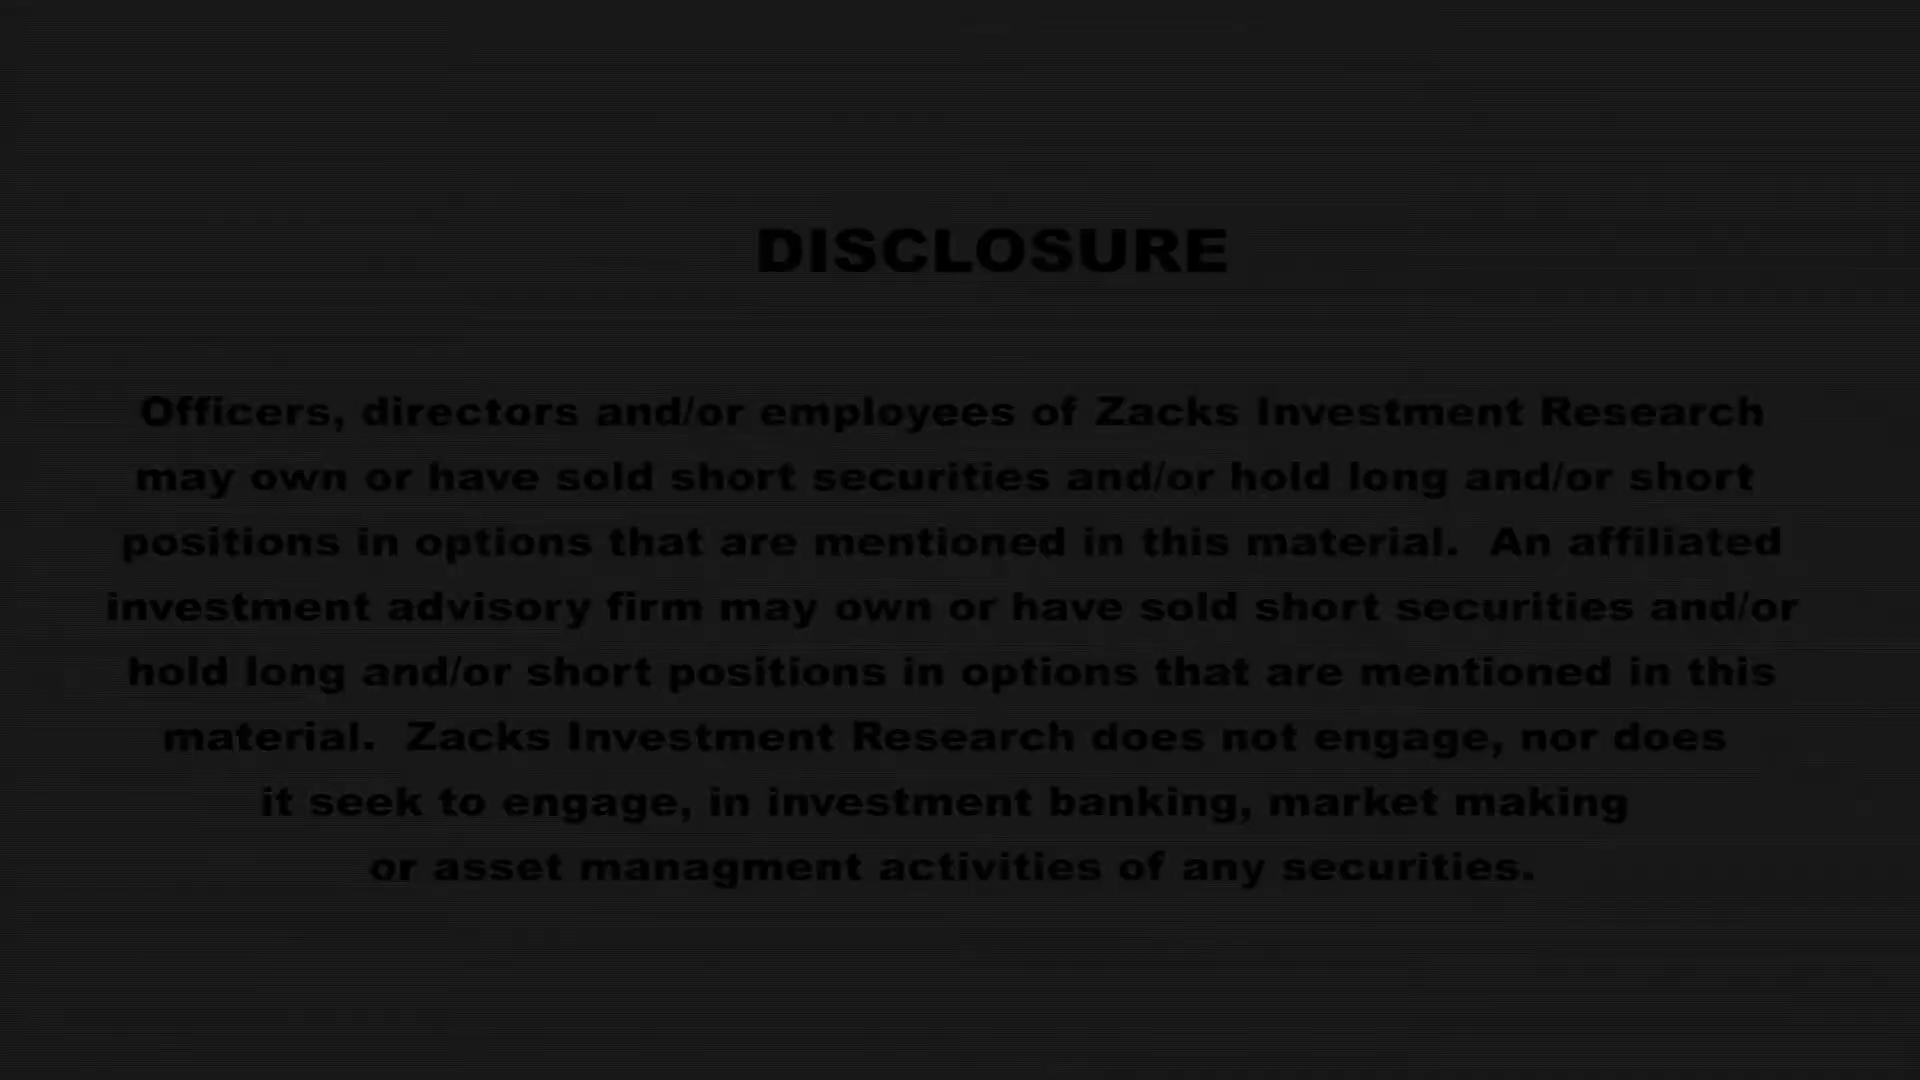 DISCLOSURE
Officers, directors and/or employees of Zacks Investment Research
may own or have sold short securities and/or hold long and/or short
positions in options that are mentioned in this material.  An affiliated
investment advisory firm may own or have sold short securities and/or
hold long and/or short positions in options that are mentioned in this
material.  Zacks Investment Research does not engage, nor does
it seek to engage, in investment banking, market making
or asset managment activities of any securities.